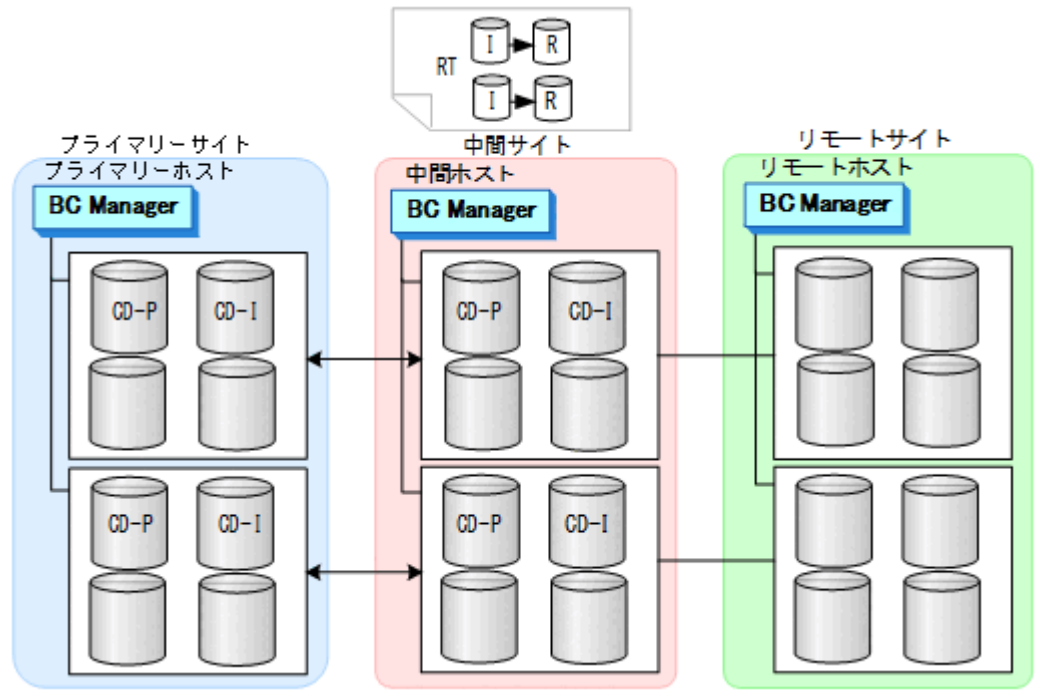 I R
RT
I R
プライマリーサイト 中間サイト リモートサイト
プライマリーホスト 中間ホスト リモートホスト
BC Manager BC Manager BC Manager
CD-P CD-I CD-P CD-I
CD-P CD-I CD-P CD-I